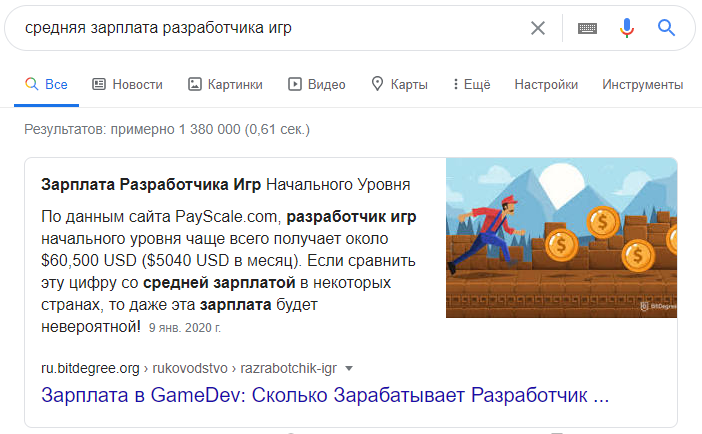 средняя зарплата разработчика игр
Все Новости Картинки Видео Карты Ещё Настройки Инструменты
Результатов: примерно 1 380 000 (0,61 сек.)
Зарплата Разработчика Игр Начального Уровня
По данным сайта PayScale.com, разработчик игр
начального уровня чаще всего получает около
$60,500 USD ($5040 USD в месяц). Если сравнить
эту цифру со средней зарплатой в некоторых
странах, то даже эта зарплата будет
невероятной! 9 янв. 2020 г.
BitDegree
ru.bitdegree.org › rukovodstvo › razrabotchik-igr
Зарплата в GameDev: Сколько Зарабатывает Разработчик ...